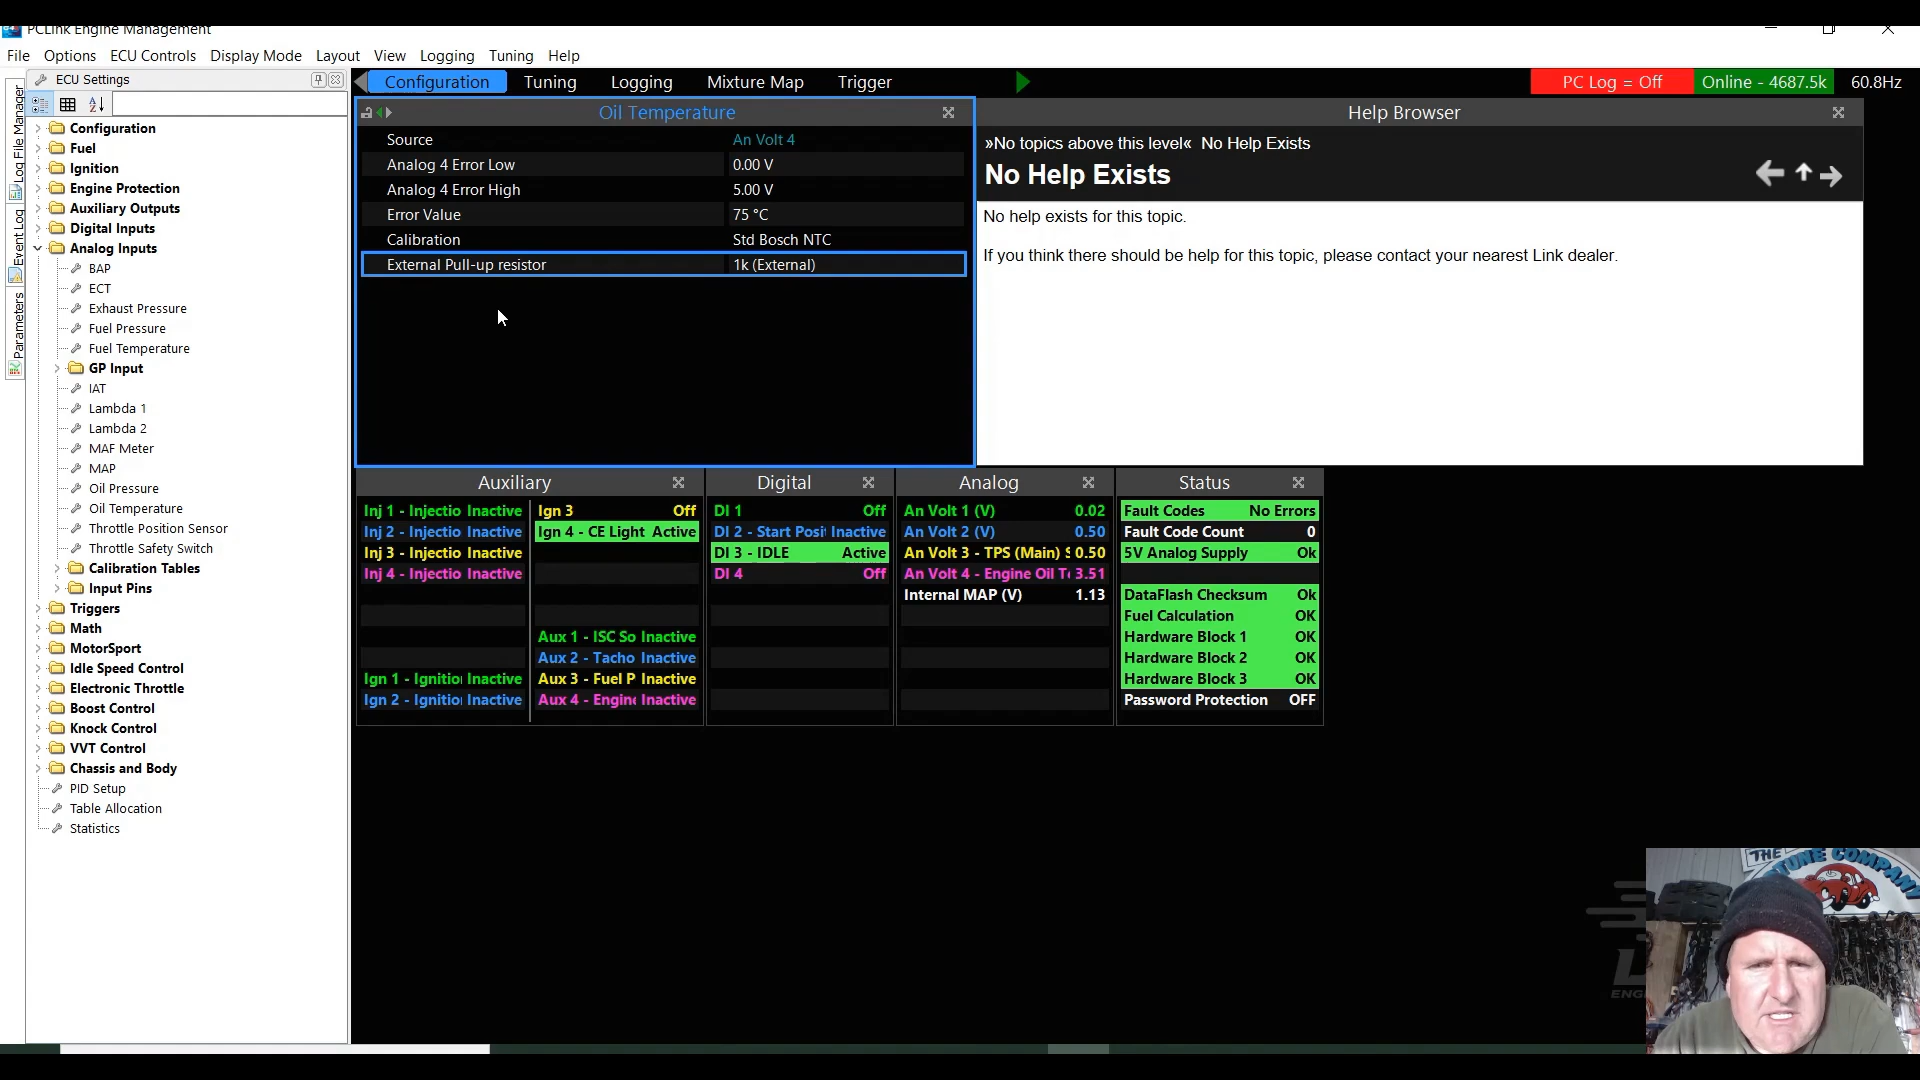 PCLink Engine Management
File Options ECU Controls Display Mode Layout View Logging Tuning Help
ECU Settings
Configuration Tuning Logging Mixture Map Trigger
PC Log = Off Online - 4687.5k 60.8Hz
Log File Manager
Event Log
Parameters
Configuration
Fuel
Ignition
Engine Protection
Auxiliary Outputs
Digital Inputs
Analog Inputs
BAP
ECT
Exhaust Pressure
Fuel Pressure
Fuel Temperature
GP Input
IAT
Lambda 1
Lambda 2
MAF Meter
MAP
Oil Pressure
Oil Temperature
Throttle Position Sensor
Throttle Safety Switch
Calibration Tables
Input Pins
Triggers
Math
MotorSport
Idle Speed Control
Electronic Throttle
Boost Control
Knock Control
VVT Control
Chassis and Body
PID Setup
Table Allocation
Statistics
Oil Temperature
Source An Volt 4
Analog 4 Error Low 0.00 V
Analog 4 Error High 5.00 V
Error Value 75 °C
Calibration Std Bosch NTC
External Pull-up resistor 1k (External)
Help Browser
»No topics above this level« No Help Exists
No Help Exists
No help exists for this topic.
If you think there should be help for this topic, please contact your nearest Link dealer.
Auxiliary
Inj 1 - Injectio Inactive
Inj 2 - Injectio Inactive
Inj 3 - Injectio Inactive
Inj 4 - Injectio Inactive
Ign 1 - Ignitio Inactive
Ign 2 - Ignitio Inactive
Ign 3 Off
Ign 4 - CE Light Active
Aux 1 - ISC So Inactive
Aux 2 - Tacho Inactive
Aux 3 - Fuel P Inactive
Aux 4 - Engine Inactive
Digital
DI 1 Off
DI 2 - Start Posi Inactive
DI 3 - IDLE Active
DI 4 Off
Analog
An Volt 1 (V) 0.02
An Volt 2 (V) 0.50
An Volt 3 - TPS (Main) S 0.50
An Volt 4 - Engine Oil T 3.51
Internal MAP (V) 1.13
Status
Fault Codes No Errors
Fault Code Count 0
5V Analog Supply Ok
DataFlash Checksum Ok
Fuel Calculation OK
Hardware Block 1 OK
Hardware Block 2 OK
Hardware Block 3 OK
Password Protection OFF
THE
TUNE COMPANY